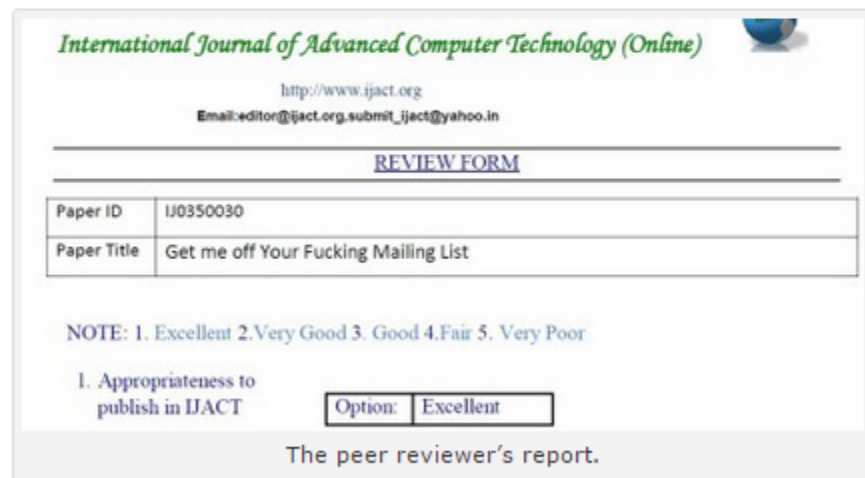 International Journal of Advanced Computer Technology (Online)
http://www.ijact.org
Email:editor@ijact.org,submit_ijact@yahoo.in
REVIEW FORM
Paper ID IJ0350030
Paper Title Get me off Your Fucking Mailing List
NOTE: 1. Excellent 2.Very Good 3. Good 4.Fair 5. Very Poor
1. Appropriateness to
publish in IJACT Option: Excellent
The peer reviewer's report.